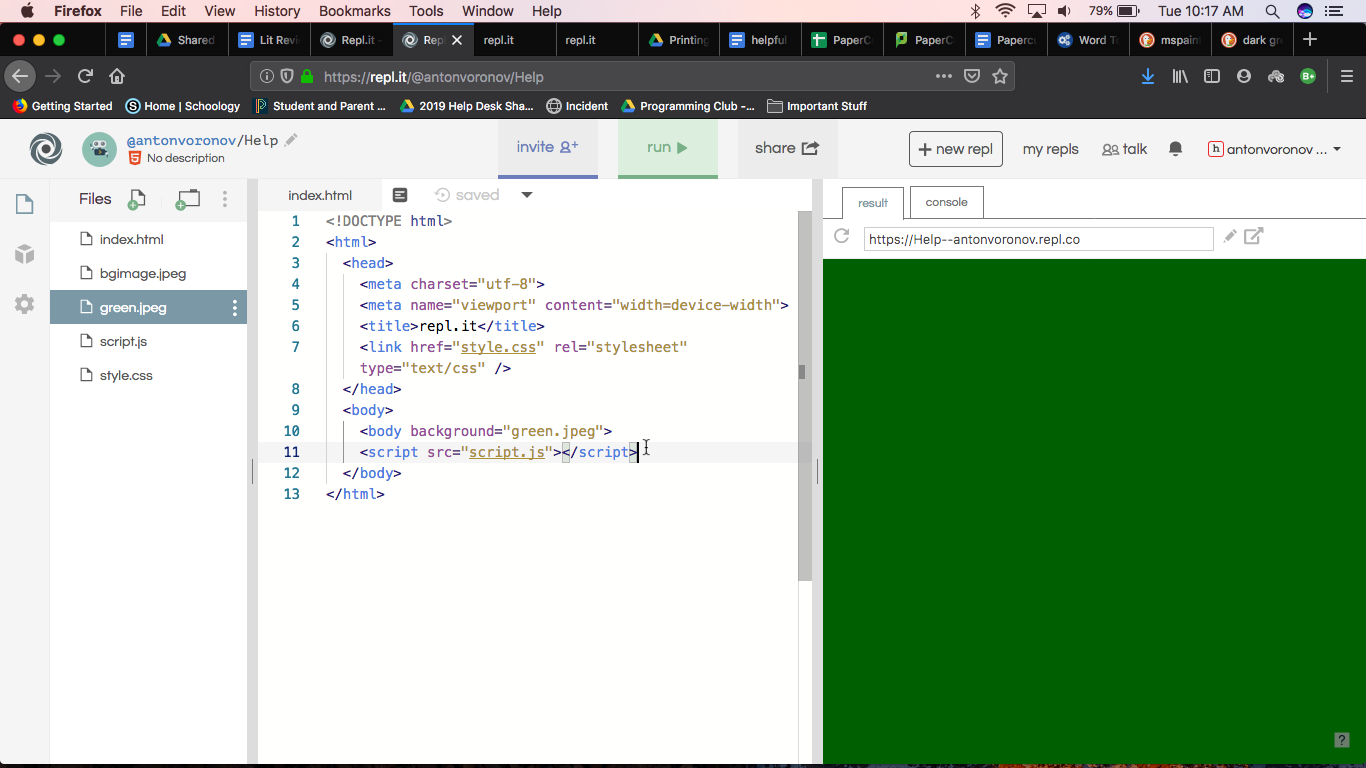 Firefox File Edit View History Bookmarks Tools Window Help 79% Tue 10:17 AM
Shared Lit Revi Repl.it - Rep repl.it repl.it Printing helpful PaperC PaperC Paperc Word T mspain dark gr
https://repl.it/@antonvoronov/Help
Getting Started Home | Schoology Student and Parent ... 2019 Help Desk Sha... Incident Programming Club -... Important Stuff
@antonvoronov/Help
No description
invite run share + new repl my repls talk h antonvoronov ...
Files
index.html
bgimage.jpeg
green.jpeg
script.js
style.css
index.html saved
1 <!DOCTYPE html>
2 <html>
3 <head>
4 <meta charset="utf-8">
5 <meta name="viewport" content="width=device-width">
6 <title>repl.it</title>
7 <link href="style.css" rel="stylesheet"
type="text/css" />
8 </head>
9 <body>
10 <body background="green.jpeg">
11 <script src="script.js"></script>
12 </body>
13 </html>
result console
https://Help--antonvoronov.repl.co
?